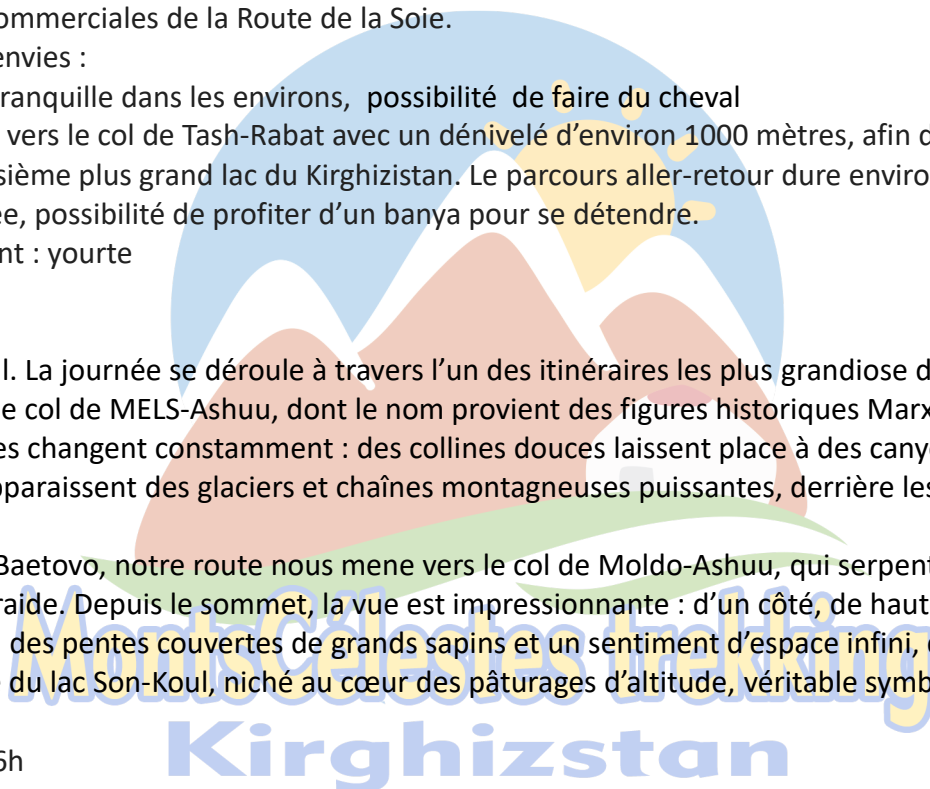 ommerciales de la Route de la Soie.
envies :
ranquille dans les environs, possibilité de faire du cheval
vers le col de Tash-Rabat avec un dénivelé d’environ 1000 mètres, afin d
sième plus grand lac du Kirghizistan. Le parcours aller-retour dure enviro
ée, possibilité de profiter d’un banya pour se détendre.
nt : yourte
l. La journée se déroule à travers l’un des itinéraires les plus grandiose d
e col de MELS-Ashuu, dont le nom provient des figures historiques Marx
es changent constamment : des collines douces laissent place à des cany
pparaissent des glaciers et chaînes montagneuses puissantes, derrière les
Baetovo, notre route nous mene vers le col de Moldo-Ashuu, qui serpent
raide. Depuis le sommet, la vue est impressionnante : d’un côté, de haut
des pentes couvertes de grands sapins et un sentiment d’espace infini,
du lac Son-Koul, niché au cœur des pâturages d’altitude, véritable symb
MontsCélestes trekking
Kirghizstan
6h